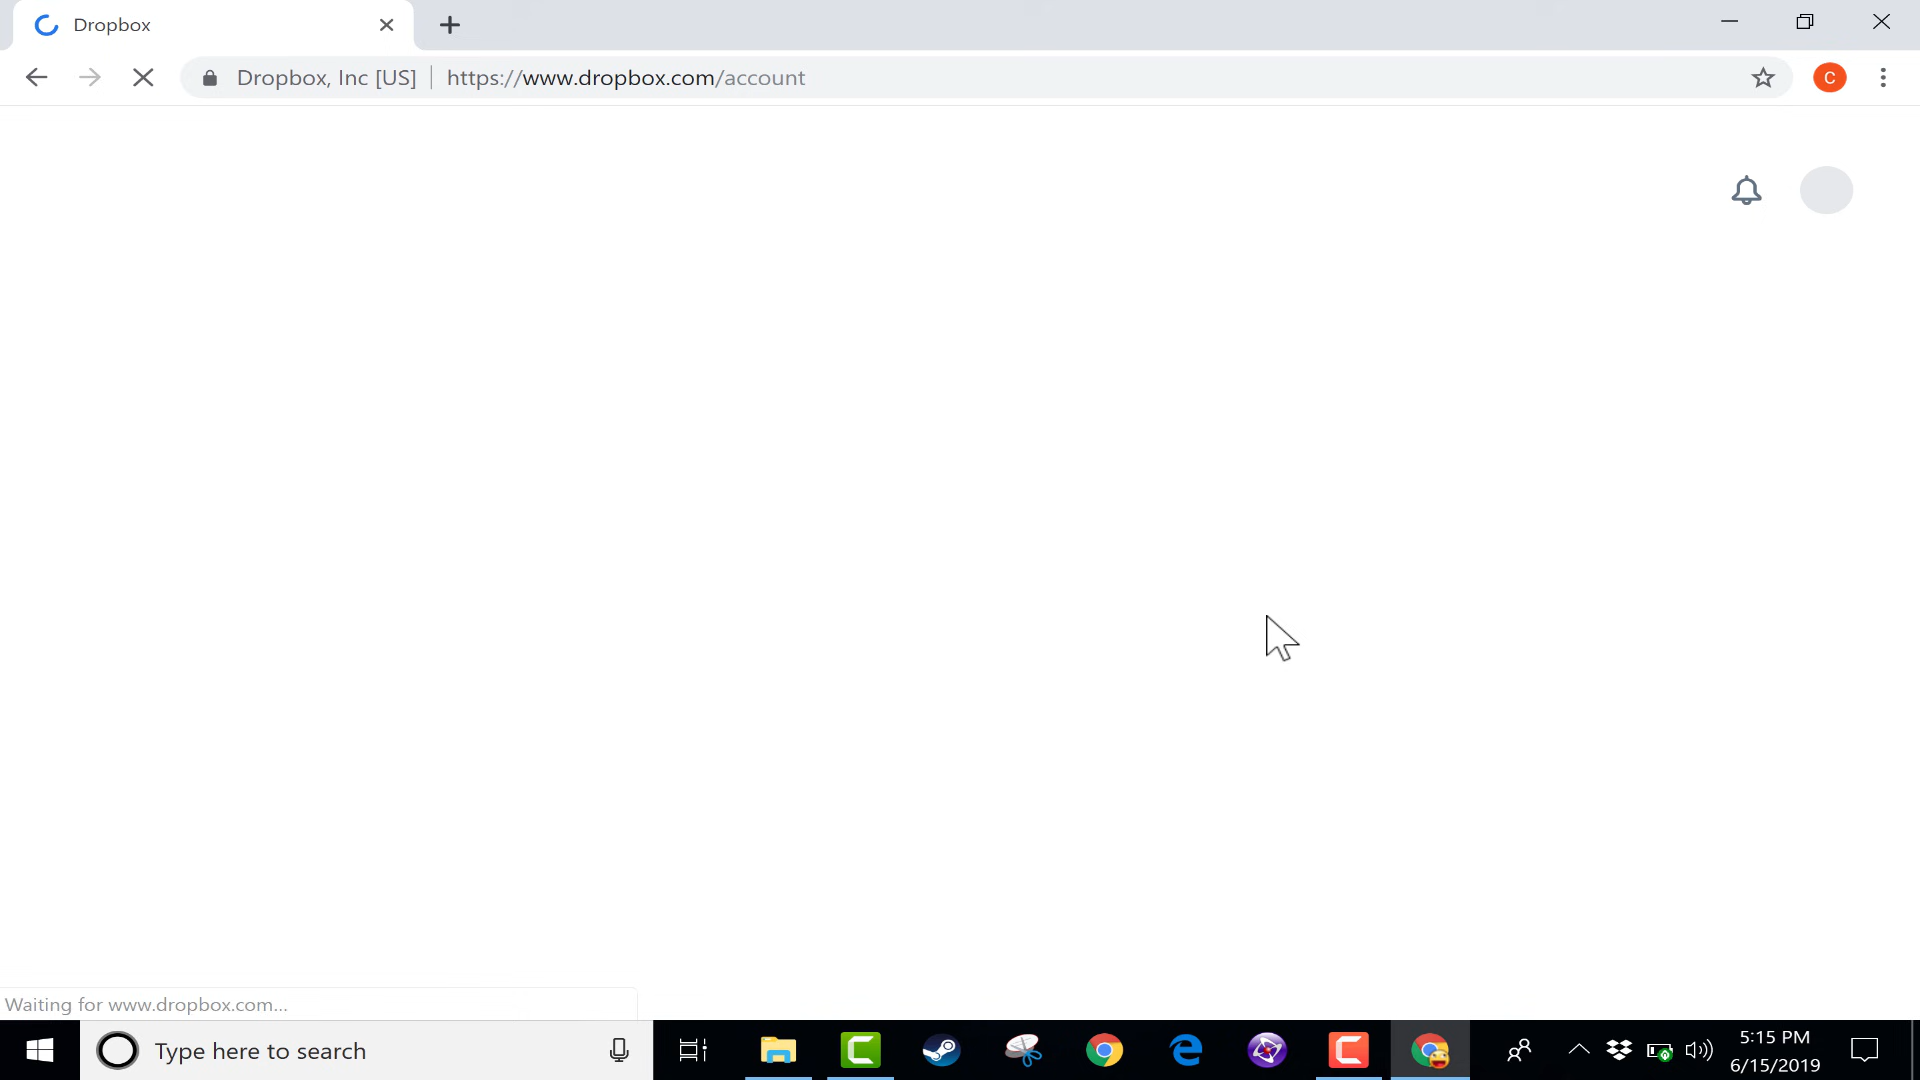 Dropbox
Dropbox, Inc [US] https://www.dropbox.com/account
C
Waiting for www.dropbox.com...
Type here to search
5:15 PM
6/15/2019